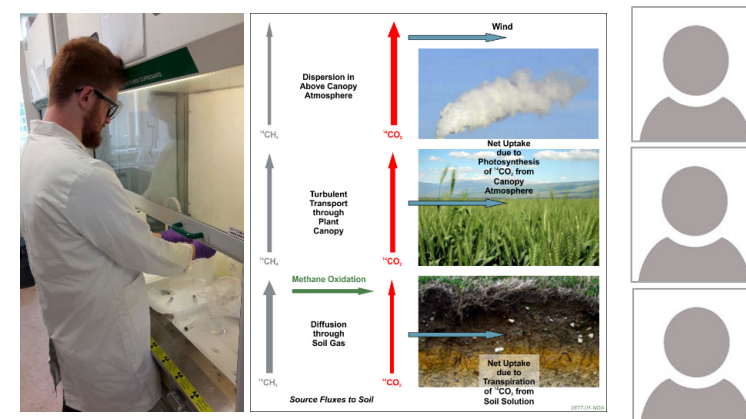 Wind
Dispersion in
Above Canopy
Atmosphere
¹⁴CH₄
¹⁴CO₂
Net Uptake
due to
Photosynthesis
of ¹⁴CO₂ from
Canopy
Atmosphere
Turbulent
Transport
through
Plant
Canopy
¹⁴CH₄
¹⁴CO₂
Methane Oxidation
Diffusion
through
Soil Gas
¹⁴CH₄
¹⁴CO₂
Net Uptake
due to
Transpiration
of ¹⁴CO₂ from
Soil Solution
Source Fluxes to Soil